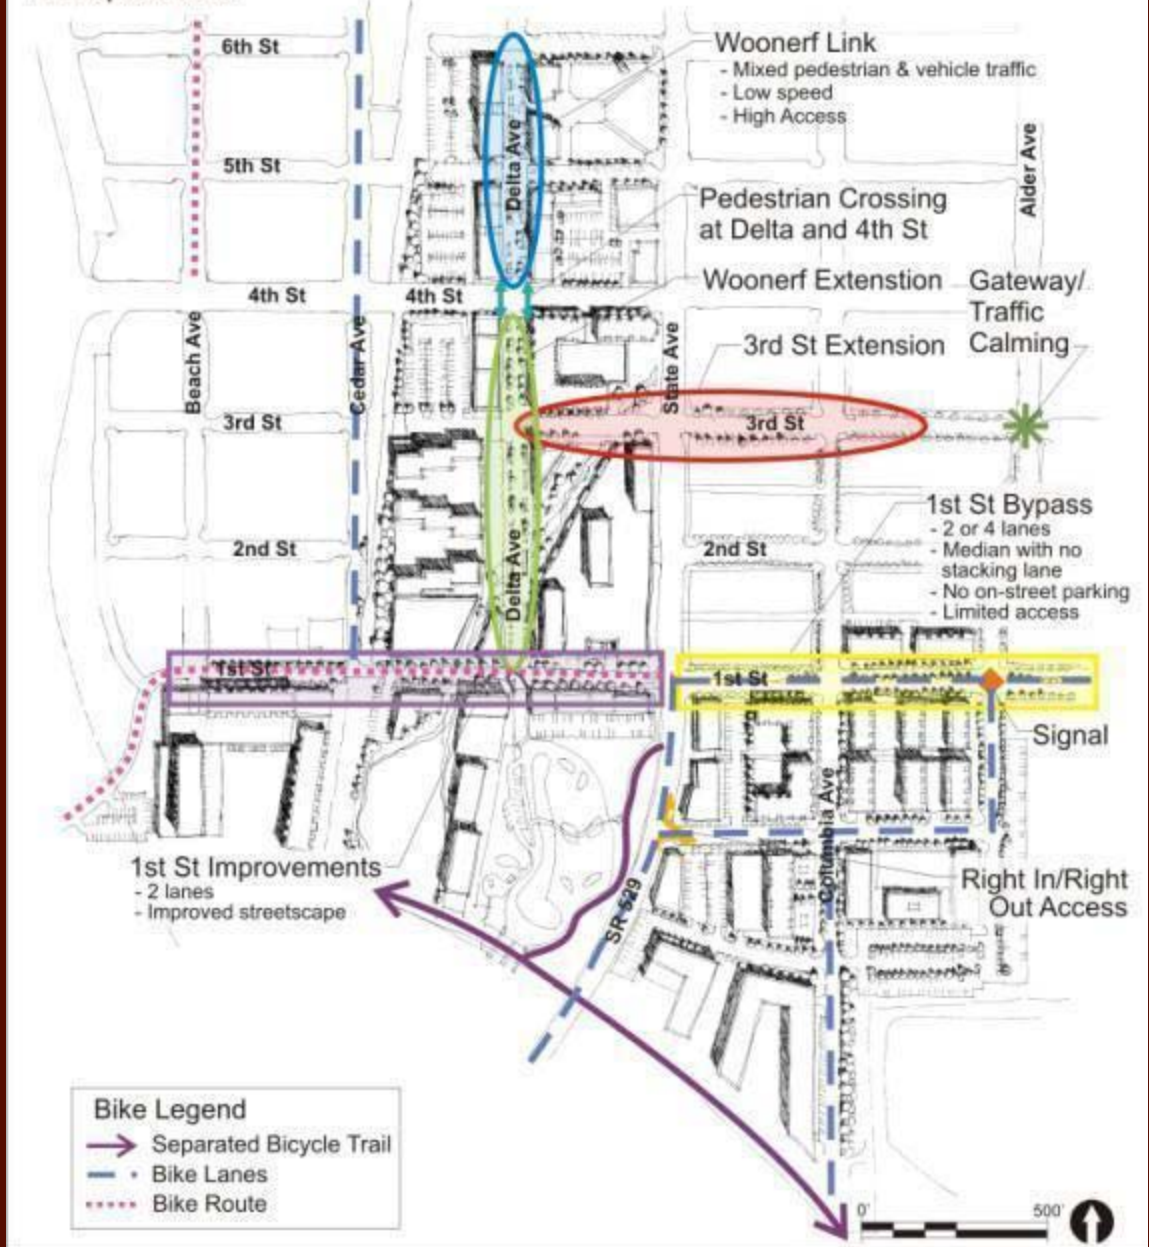 Woonerf Link
- Mixed pedestrian & vehicle traffic
- Low speed
- High Access
6th St
5th St
Delta Ave
Alder Ave
Pedestrian Crossing
at Delta and 4th St
Woonerf Extenstion
Gateway/
Traffic
Calming
4th St
4th St
Beach Ave
Cedar Ave
State Ave
3rd St Extension
3rd St
3rd St
1st St Bypass
- 2 or 4 lanes
- Median with no
stacking lane
- No on-street parking
- Limited access
2nd St
2nd St
Delta Ave
1st St
1st St
Signal
Columbia Ave
1st St Improvements
- 2 lanes
- Improved streetscape
SR 529
Right In/Right
Out Access
Bike Legend
Separated Bicycle Trail
Bike Lanes
Bike Route
0'
500'